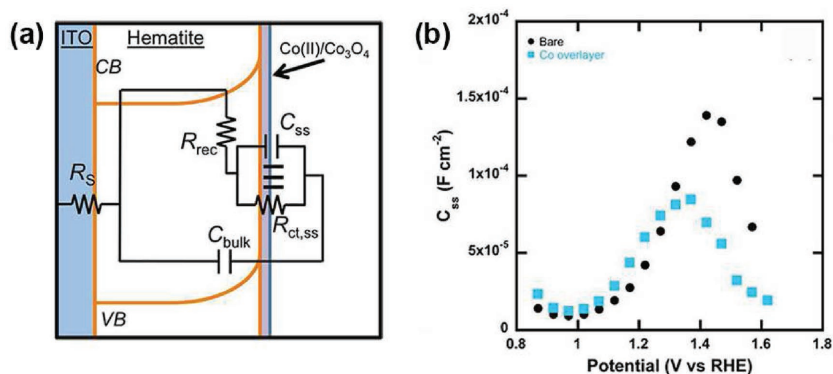 (a)
ITO Hematite
Co(II)/Co3O4
CB
Rrec
Css
RS
Rct,ss
Cbulk
VB
(b)
2x10-4
1.5x10-4
1x10-4
5x10-5
0
Css (F cm-2)
Bare
Co overlayer
0.8 1 1.2 1.4 1.6 1.8
Potential (V vs RHE)